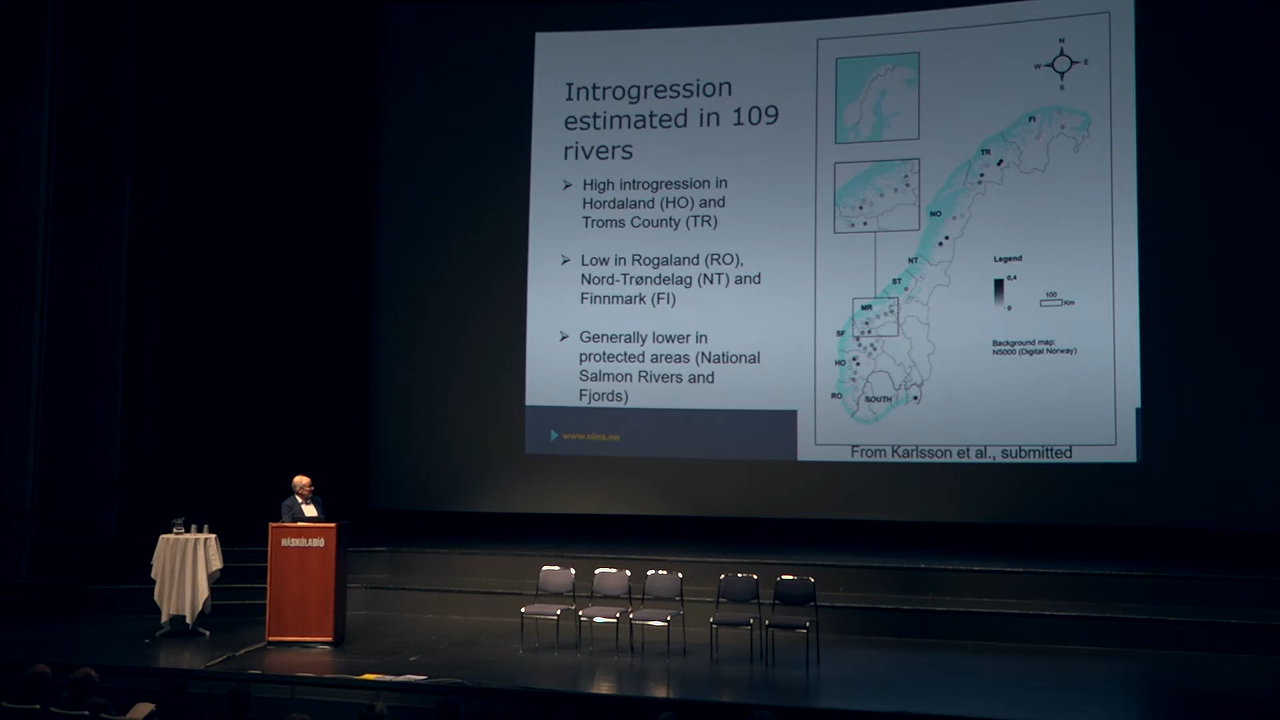 Introgression
estimated in 109
rivers
High introgression in
Hordaland (HO) and
Troms County (TR)
Low in Rogaland (RO),
Nord-Trøndelag (NT) and
Finnmark (FI)
Generally lower in
protected areas (National
Salmon Rivers and
Fjords)
www.nina.no
N
W
E
S
FI
TR
NO
NT
ST
MR
SF
HO
RO
SOUTH
Legend
0,4
0
100
Km
Background map:
N5000 (Digital Norway)
From Karlsson et al., submitted
HÁSKÓLABÍÓ